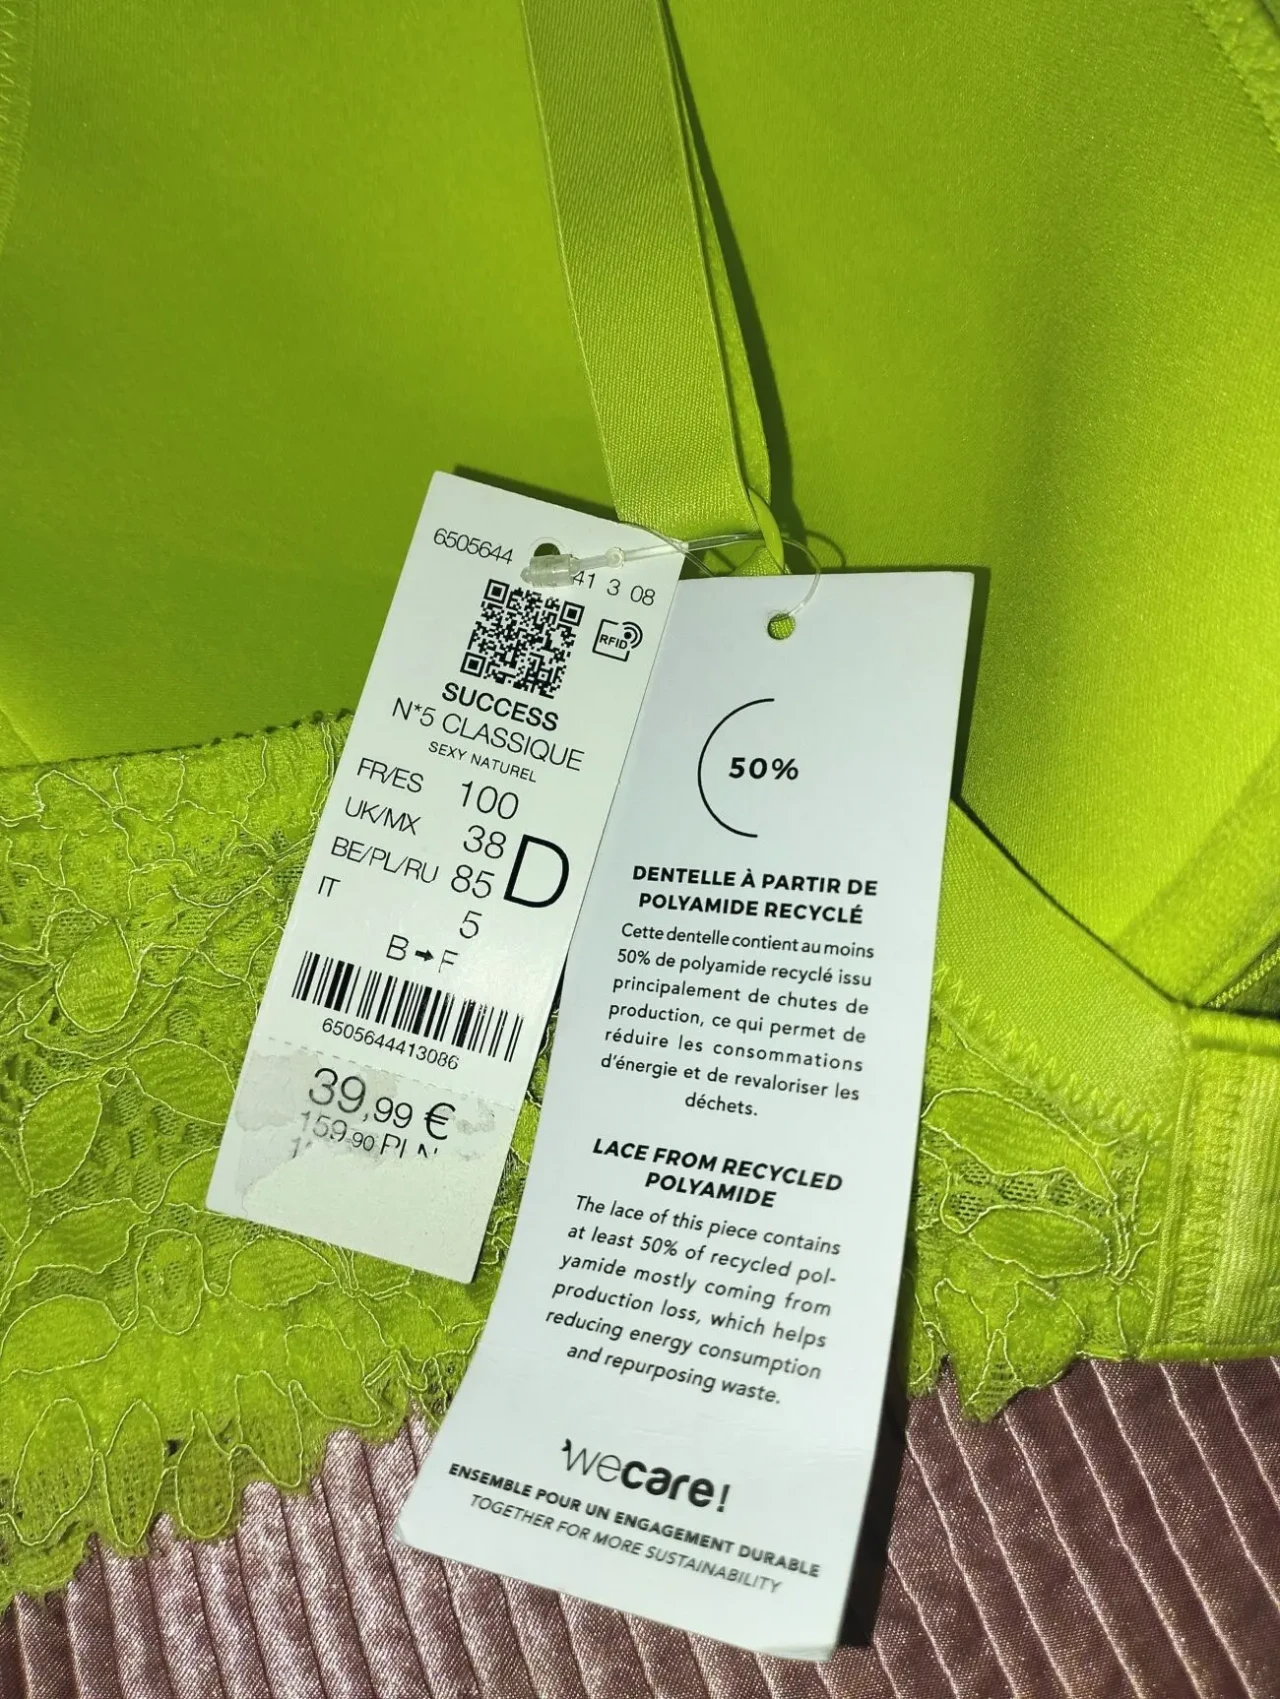 6505644 41 3 08
RFID
SUCCESS
N*5 CLASSIQUE
SEXY NATUREL
FR/ES 100
UK/MX 38
BE/PL/RU 85 D
IT 5
B → F
6505644413086
39,99 €
159,90 PLN
50%
DENTELLE À PARTIR DE
POLYAMIDE RECYCLÉ
Cette dentelle contient au moins
50% de polyamide recyclé issu
principalement de chutes de
production, ce qui permet de
réduire les consommations
d'énergie et de revaloriser les
déchets.
LACE FROM RECYCLED
POLYAMIDE
The lace of this piece contains
at least 50% of recycled pol-
yamide mostly coming from
production loss, which helps
reducing energy consumption
and repurposing waste.
wecare!
ENSEMBLE POUR UN ENGAGEMENT DURABLE
TOGETHER FOR MORE SUSTAINABILITY